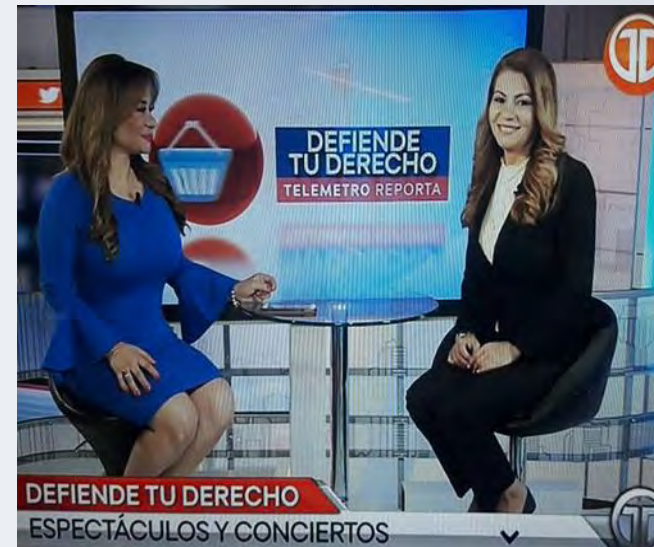 DEFIENDE
TU DERECHO
TELEMETRO REPORTA
DEFIENDE TU DERECHO
ESPECTÁCULOS Y CONCIERTOS